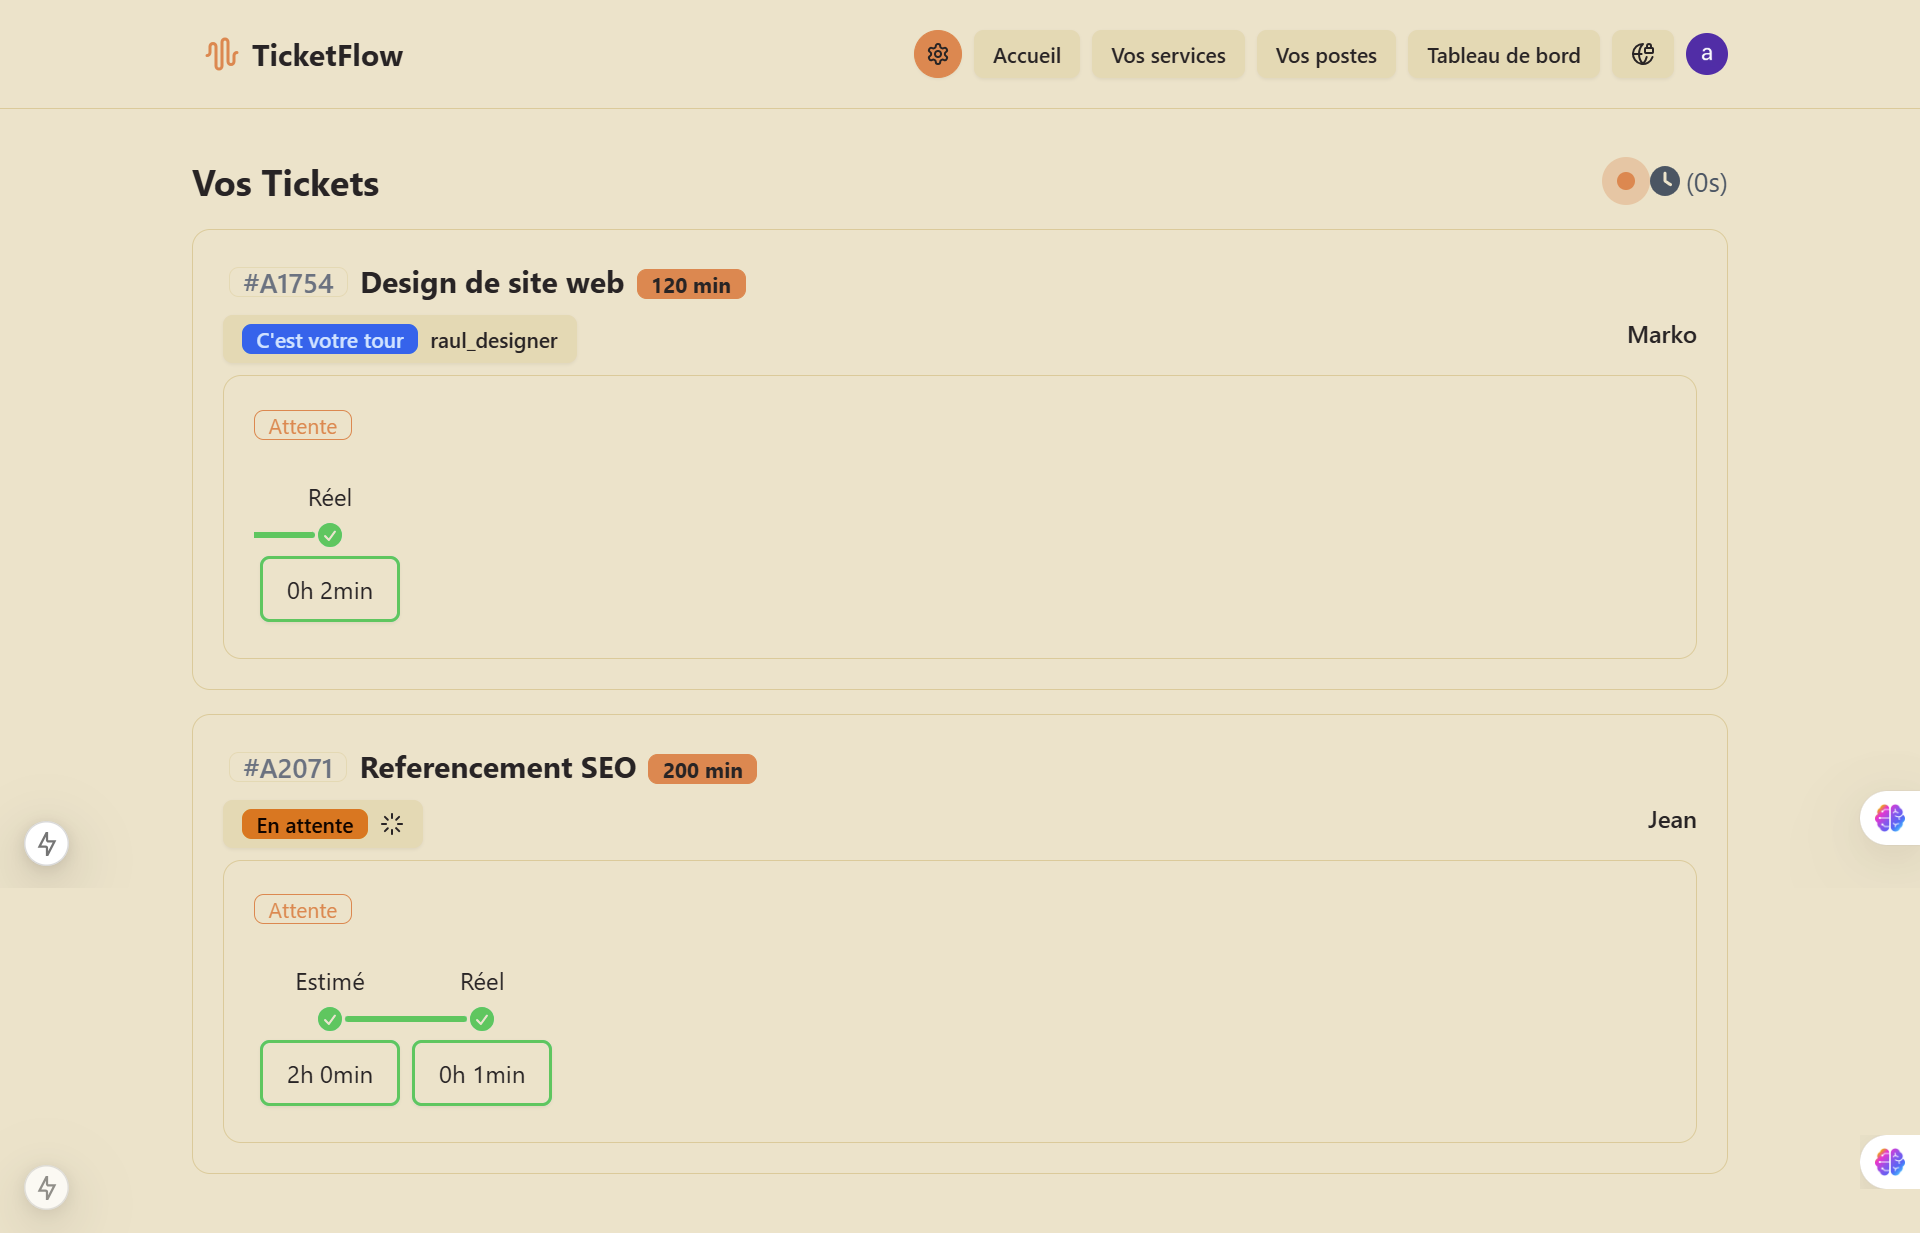 TicketFlow
Accueil
Vos services
Vos postes
Tableau de bord
a
Vos Tickets
(0s)
#A1754 Design de site web 120 min
C'est votre tour raul_designer
Marko
Attente
Réel
0h 2min
#A2071 Referencement SEO 200 min
En attente
Jean
Attente
Estimé Réel
2h 0min 0h 1min